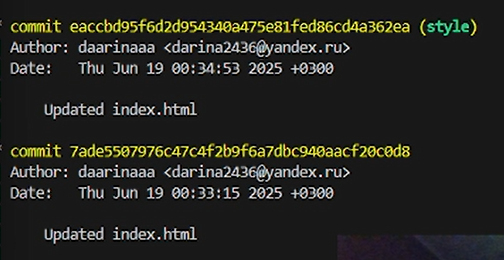 commit eaccbd95f6d2d954340a475e81fed86cd4a362ea (style)
Author: daarinaaa <darina2436@yandex.ru>
Date: Thu Jun 19 00:34:53 2025 +0300
Updated index.html
commit 7ade5507976c47c4f2b9f6a7dbc940aacf20c0d8
Author: daarinaaa <darina2436@yandex.ru>
Date: Thu Jun 19 00:33:15 2025 +0300
Updated index.html